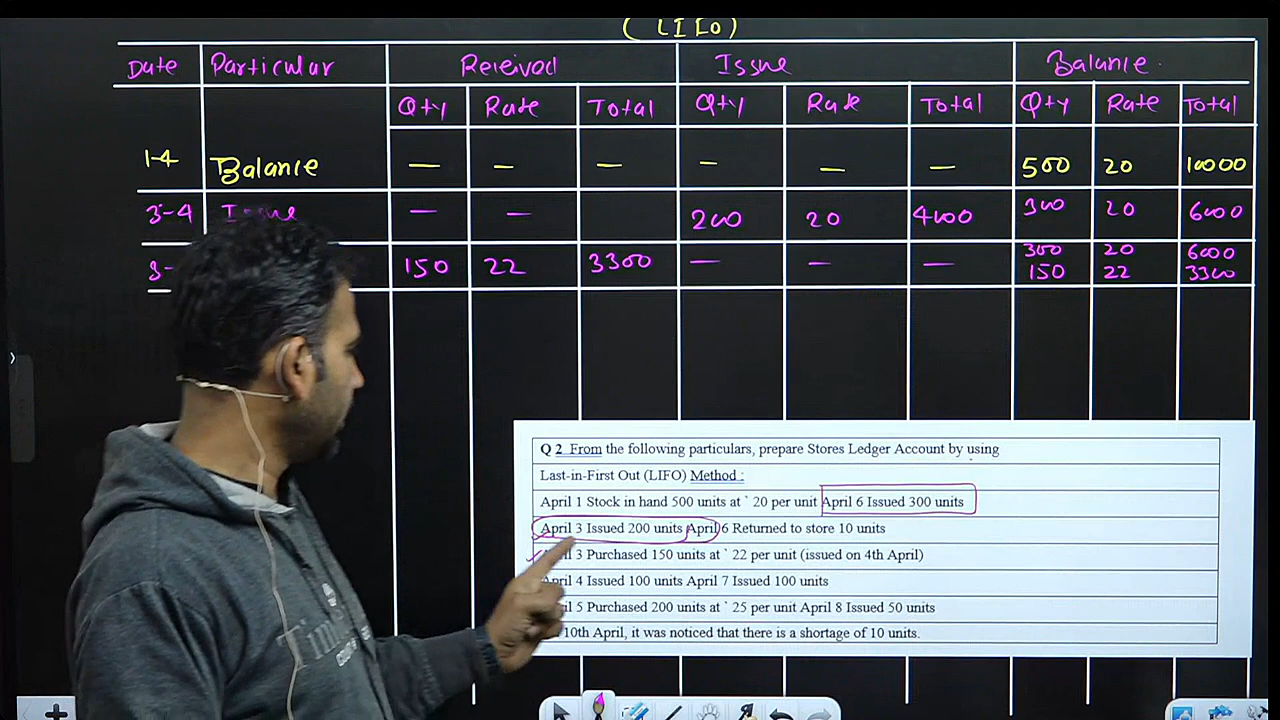 (LIFO)
Date Particular Received Issue Balance
Qty Rate Total Qty Rate Total Qty Rate Total
1-4 Balance — — — — — — 500 20 10000
3-4 Issue — — 200 20 4000 300 20 6000
3- 150 22 3300 — — — 300 20 6000
150 22 3300
Q 2 From the following particulars, prepare Stores Ledger Account by using
Last-in-First Out (LIFO) Method :
April 1 Stock in hand 500 units at ` 20 per unit April 6 Issued 300 units
April 3 Issued 200 units April 6 Returned to store 10 units
3 Purchased 150 units at ` 22 per unit (issued on 4th April)
April 4 Issued 100 units April 7 Issued 100 units
5 Purchased 200 units at ` 25 per unit April 8 Issued 50 units
10th April, it was noticed that there is a shortage of 10 units.